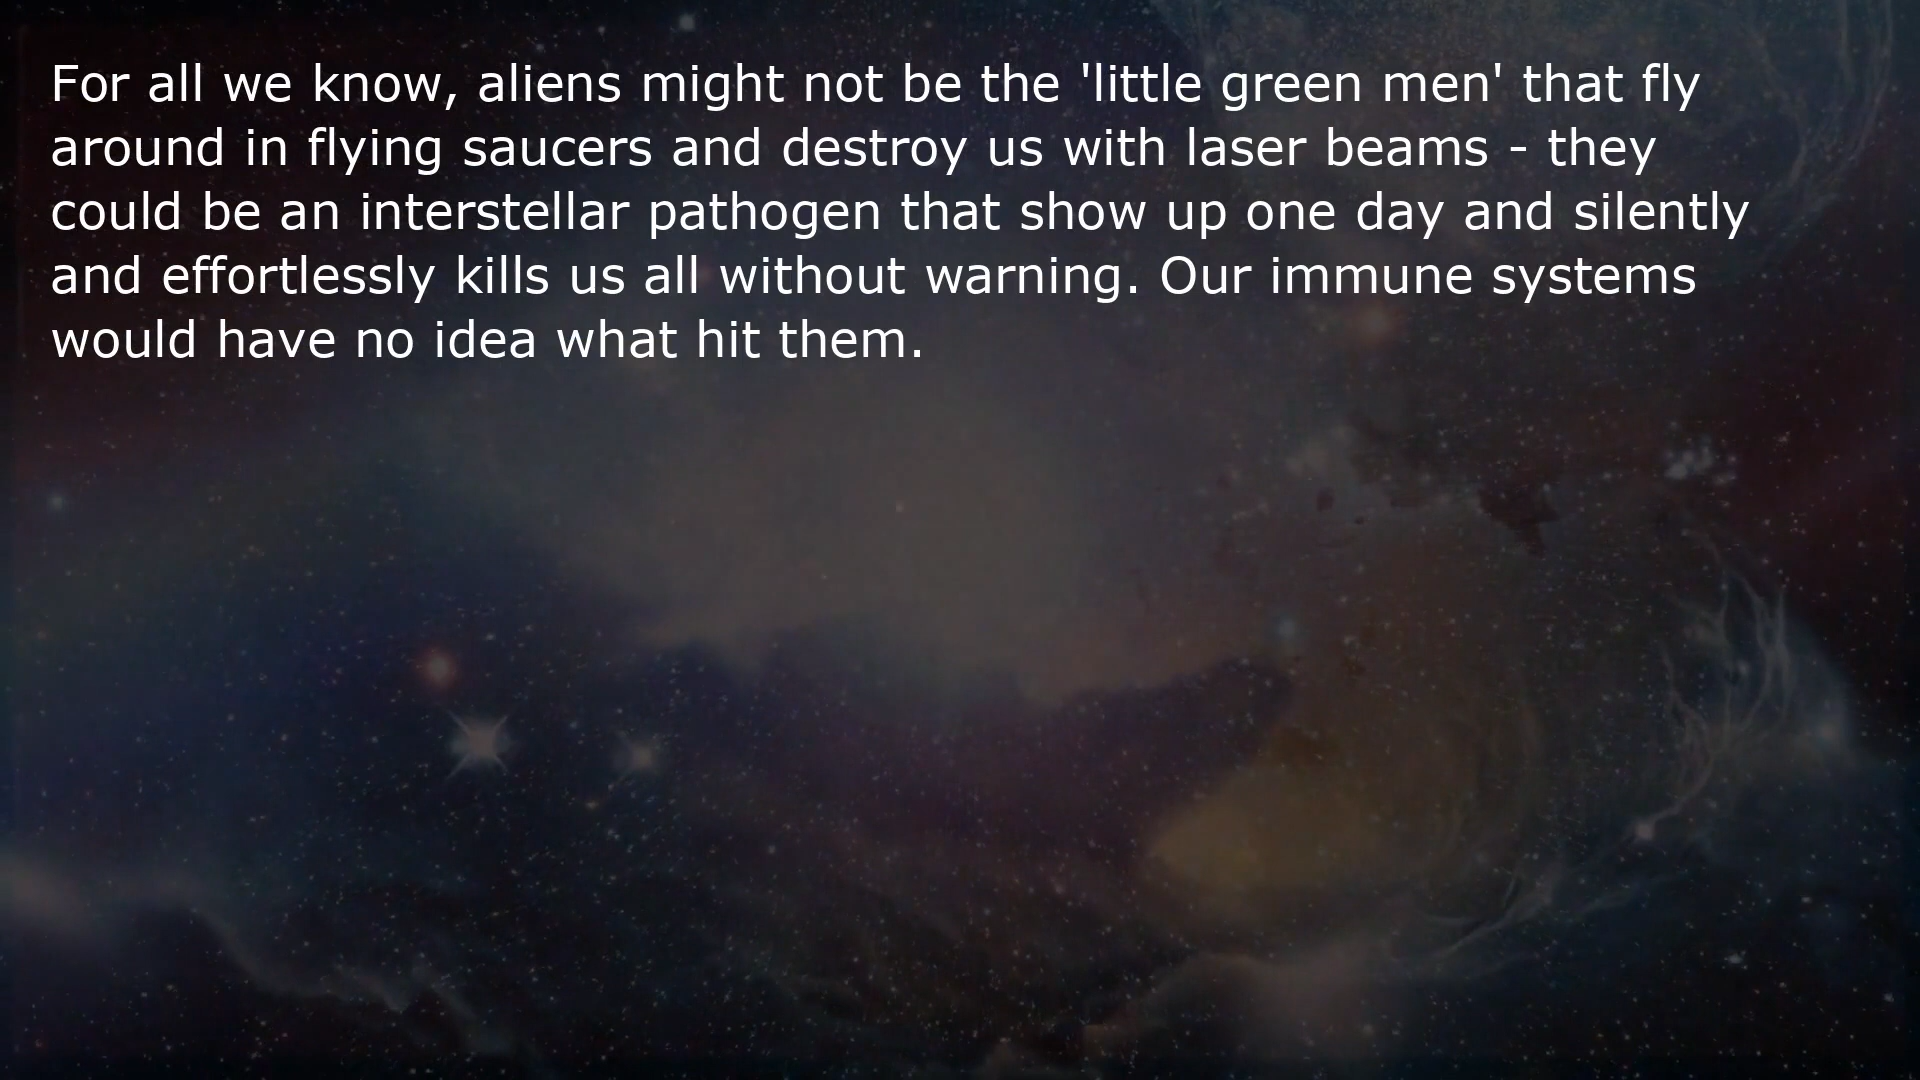 For all we know, aliens might not be the 'little green men' that fly
around in flying saucers and destroy us with laser beams - they
could be an interstellar pathogen that show up one day and silently
and effortlessly kills us all without warning. Our immune systems
would have no idea what hit them.